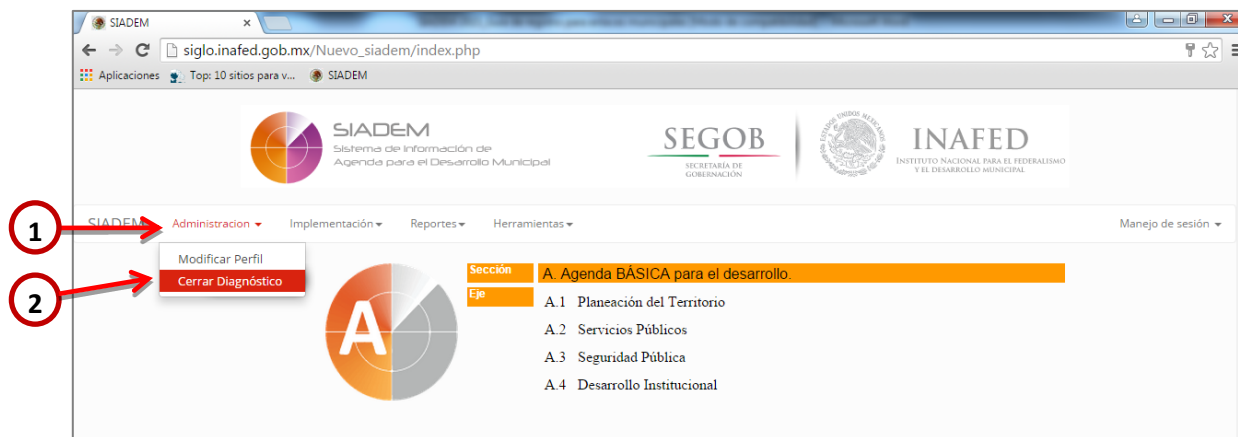 SIADEM
siglo.inafed.gob.mx/Nuevo_siadem/index.php
Aplicaciones Top: 10 sitios para v... SIADEM
SIADEM
Sistema de Información de
Agenda para el Desarrollo Municipal
SEGOB
SECRETARÍA DE
GOBERNACIÓN
ESTADOS UNIDOS MEXICANOS
INAFED
INSTITUTO NACIONAL PARA EL FEDERALISMO
Y EL DESARROLLO MUNICIPAL
1
SIADEM Administracion Implementación Reportes Herramientas Manejo de sesión
Modificar Perfil
2
Cerrar Diagnóstico
A
Sección A. Agenda BÁSICA para el desarrollo.
Eje
A.1 Planeación del Territorio
A.2 Servicios Públicos
A.3 Seguridad Pública
A.4 Desarrollo Institucional